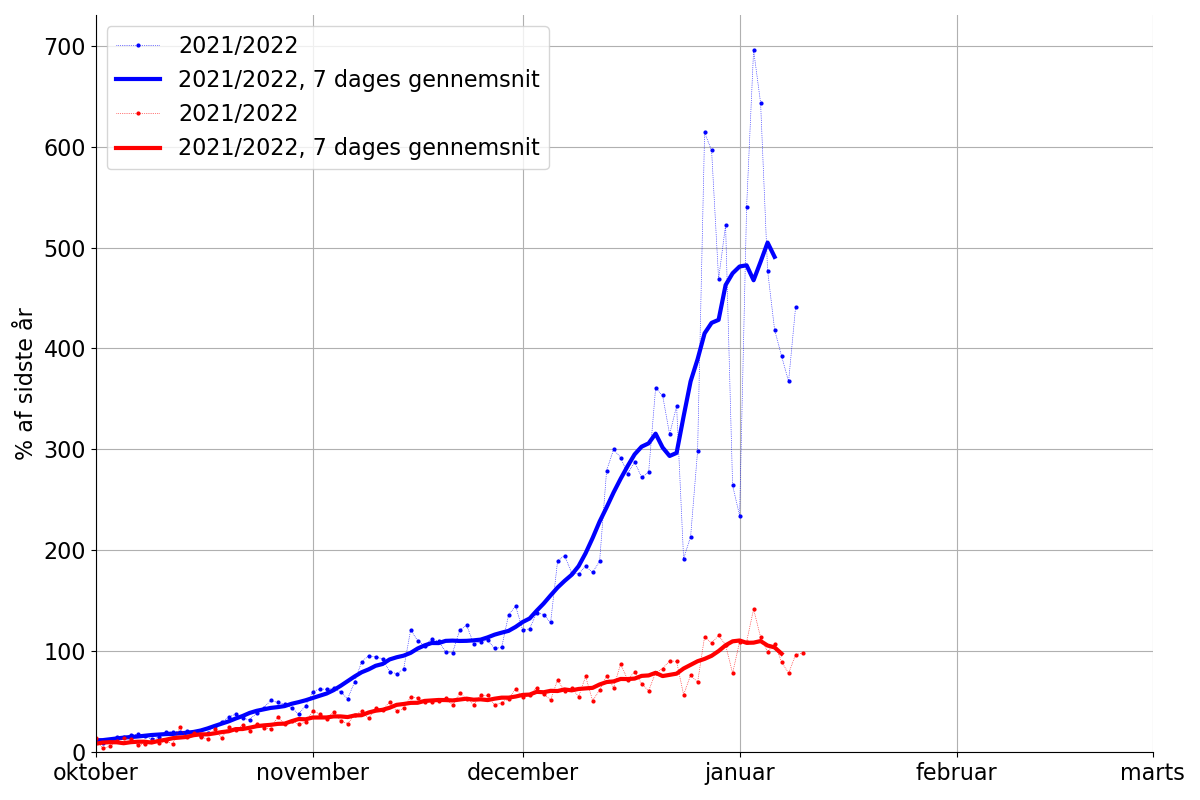 2021/2022
2021/2022, 7 dages gennemsnit
2021/2022
2021/2022, 7 dages gennemsnit
% af sidste år
700
600
500
400
300
200
100
0
oktober november december januar februar marts